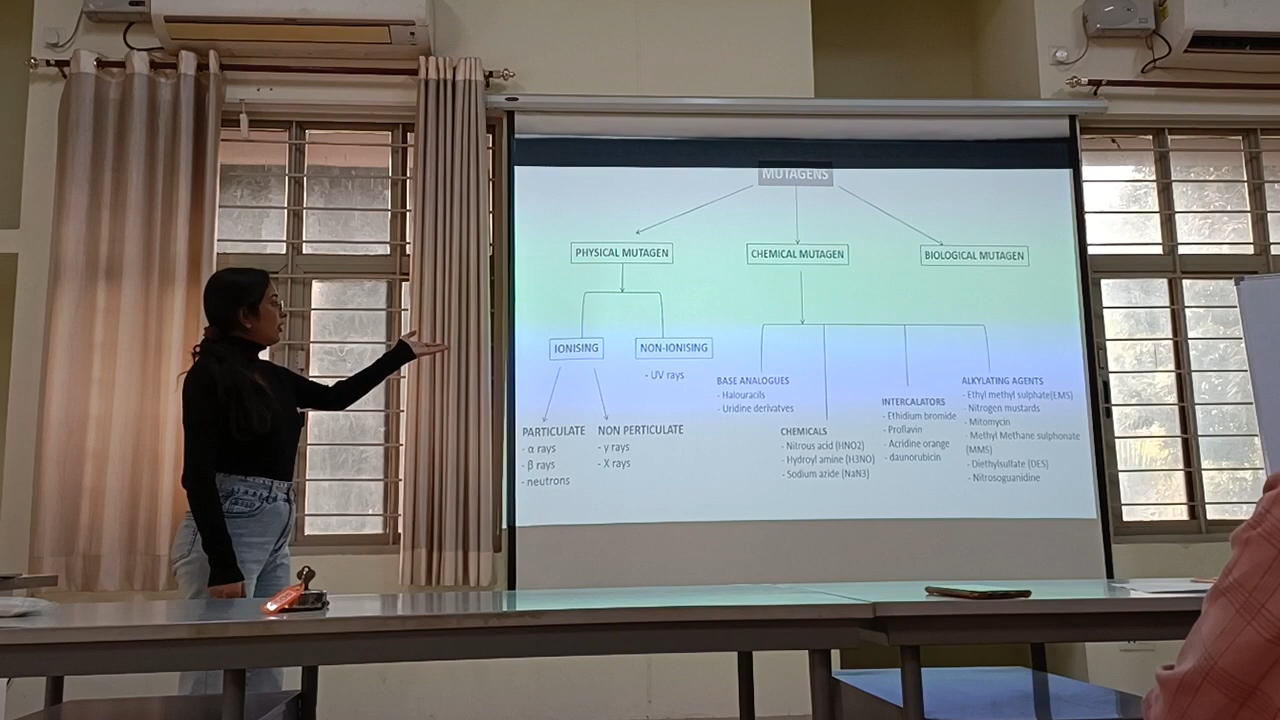 MUTAGENS
PHYSICAL MUTAGEN
CHEMICAL MUTAGEN
BIOLOGICAL MUTAGEN
IONISING
NON-IONISING
- UV rays
PARTICULATE
- α rays
- β rays
- neutrons
NON PERTICULATE
- γ rays
- X rays
BASE ANALOGUES
- Halouracils
- Uridine derivatves
CHEMICALS
- Nitrous acid (HNO2)
- Hydroyl amine (H3NO)
- Sodium azide (NaN3)
INTERCALATORS
- Ethidium bromide
- Proflavin
- Acridine orange
- daunorubicin
ALKYLATING AGENTS
- Ethyl methyl sulphate(EMS)
- Nitrogen mustards
- Mitomycin
- Methyl Methane sulphonate
(MMS)
- Diethylsulfate (DES)
- Nitrosoguanidine